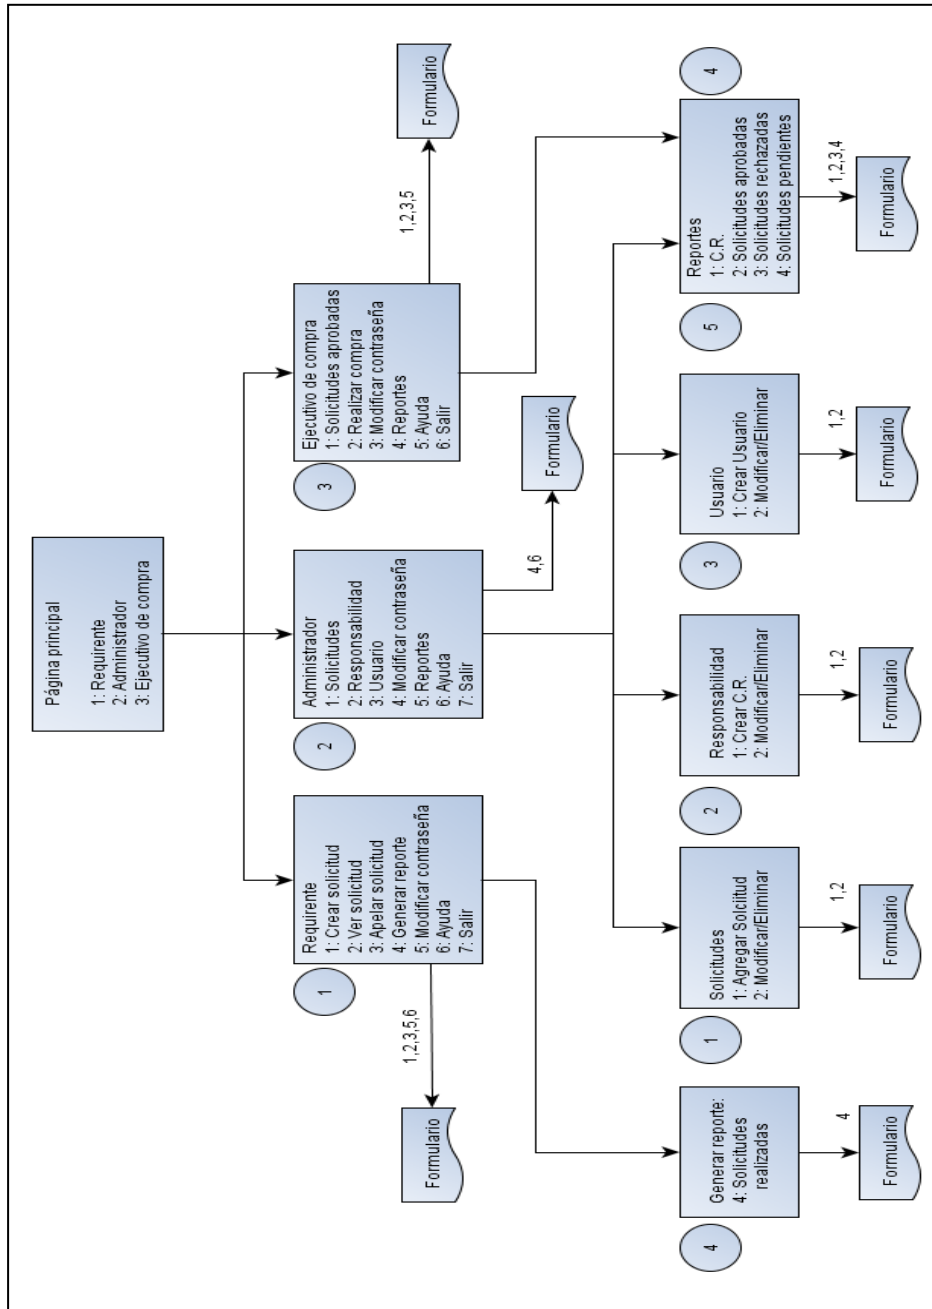 Página principal
1: Requirente
2: Administrador
3: Ejecutivo de compra
1
Requirente
1: Crear solicitud
2: Ver solicitud
3: Apelar solicitud
4: Generar reporte
5: Modificar contraseña
6: Ayuda
7: Salir
1,2,3,5,6
Formulario
2
Administrador
1: Solicitudes
2: Responsabilidad
3: Usuario
4: Modificar contraseña
5: Reportes
6: Ayuda
7: Salir
4,6
Formulario
3
Ejecutivo de compra
1: Solicitudes aprobadas
2: Realizar compra
3: Modificar contraseña
4: Reportes
5: Ayuda
6: Salir
1,2,3,5
Formulario
4
Generar reporte:
4: Solicitudes
realizadas
4
Formulario
1
Solicitudes
1: Agregar Solciitud
2: Modificar/Eliminar
1,2
Formulario
2
Responsabilidad
1: Crear C.R.
2: Modificar/Eliminar
1,2
Formulario
3
Usuario
1: Crear Usuario
2: Modificar/Eliminar
1,2
Formulario
5
Reportes
1: C.R.
2: Solicitudes aprobadas
3: Solicitudes rechazadas
4: Solicitudes pendientes
4
1,2,3,4
Formulario